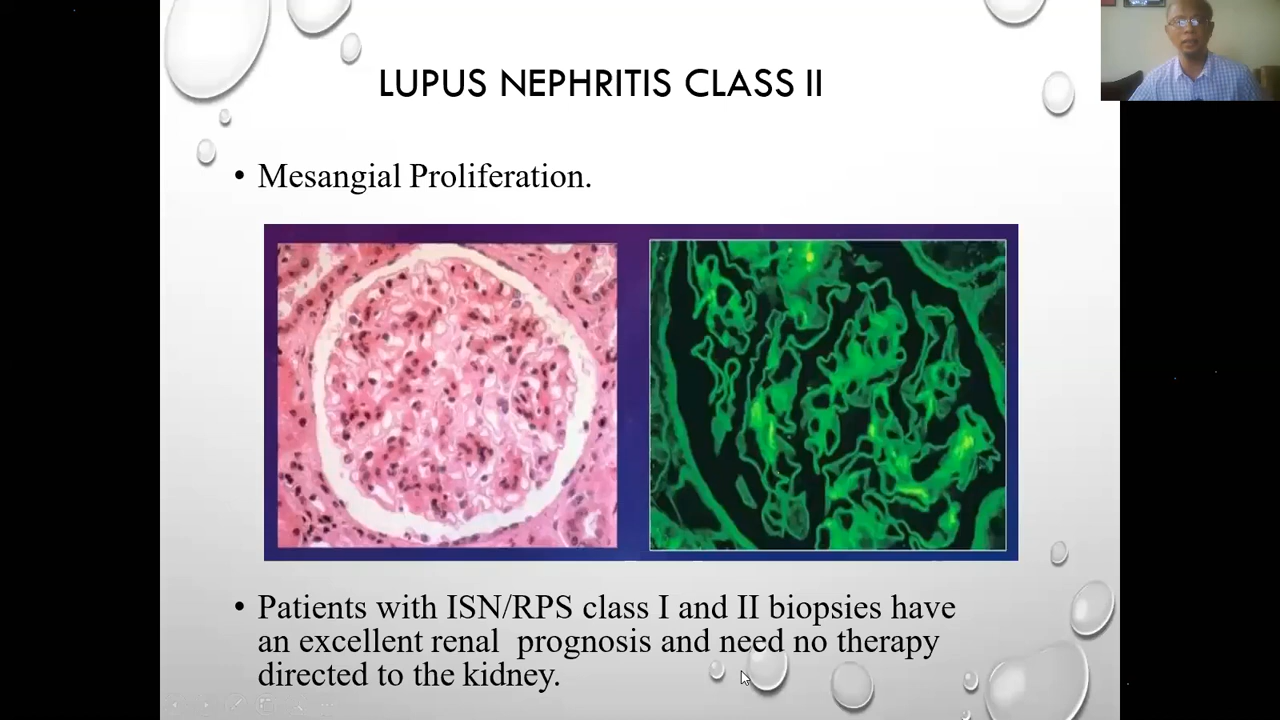 LUPUS NEPHRITIS CLASS II
• Mesangial Proliferation.
• Patients with ISN/RPS class I and II biopsies have
an excellent renal prognosis and need no therapy
directed to the kidney.